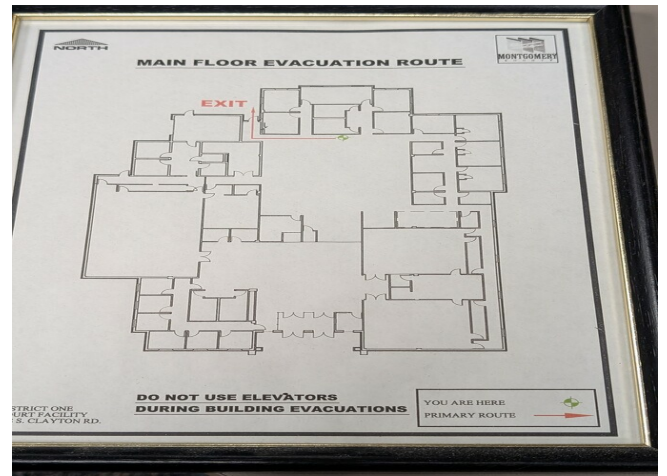 NORTH
MONTGOMERY
MAIN FLOOR EVACUATION ROUTE
EXIT
DO NOT USE ELEVATORS
DURING BUILDING EVACUATIONS
YOU ARE HERE
PRIMARY ROUTE
STRICT ONE
URT FACILITY
S. CLAYTON RD.